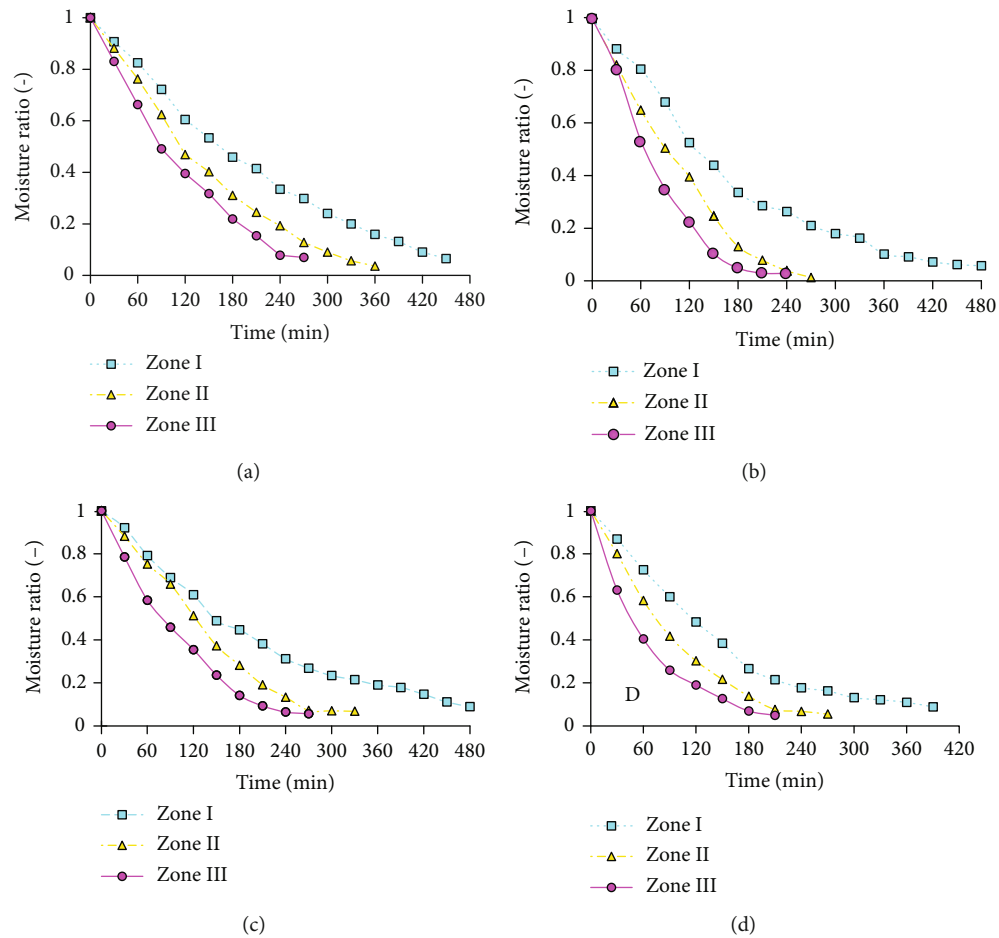 1
0.8
0.6
0.4
0.2
0
Moisture ratio (-)
0 60 120 180 240 300 360 420 480
Time (min)
Zone I
Zone II
Zone III
(a)
1
0.8
0.6
0.4
0.2
0
Moisture ratio (-)
0 60 120 180 240 300 360 420 480
Time (min)
Zone I
Zone II
Zone III
(b)
1
0.8
0.6
0.4
0.2
0
Moisture ratio (–)
0 60 120 180 240 300 360 420 480
Time (min)
Zone I
Zone II
Zone III
(c)
1
0.8
0.6
0.4
0.2
0
Moisture ratio (–)
D
0 60 120 180 240 300 360 420
Time (min)
Zone I
Zone II
Zone III
(d)